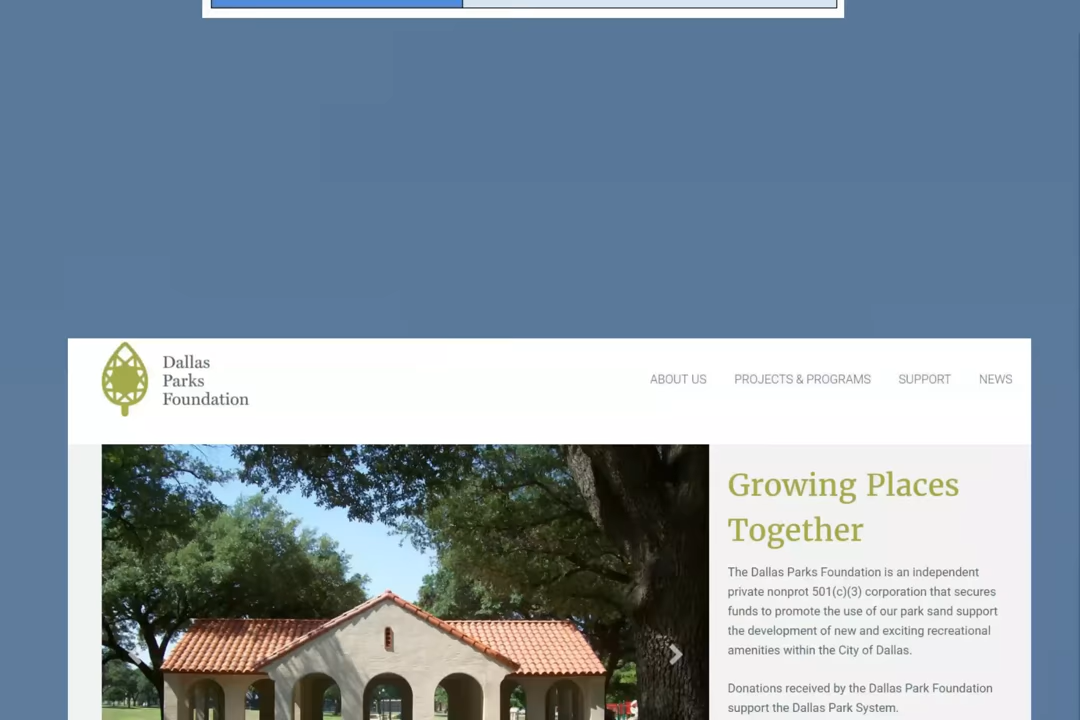 Dallas
Parks
Foundation
ABOUT US PROJECTS & PROGRAMS SUPPORT NEWS
Growing Places
Together
The Dallas Parks Foundation is an independent
private nonprot 501(c)(3) corporation that secures
funds to promote the use of our park sand support
the development of new and exciting recreational
amenities within the City of Dallas.
Donations received by the Dallas Park Foundation
support the Dallas Park System.